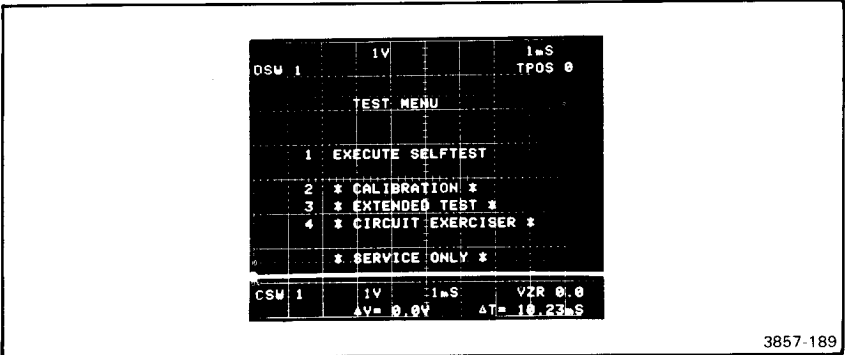 1V 1mS
DSW 1 TPOS 0
TEST MENU
1 EXECUTE SELFTEST
2 * CALIBRATION *
3 * EXTENDED TEST *
4 * CIRCUIT EXERCISER *
* SERVICE ONLY *
CSW 1 1V 1mS VZR 0.0
ΔV= 0.0V ΔT= 10.23mS
3857-189